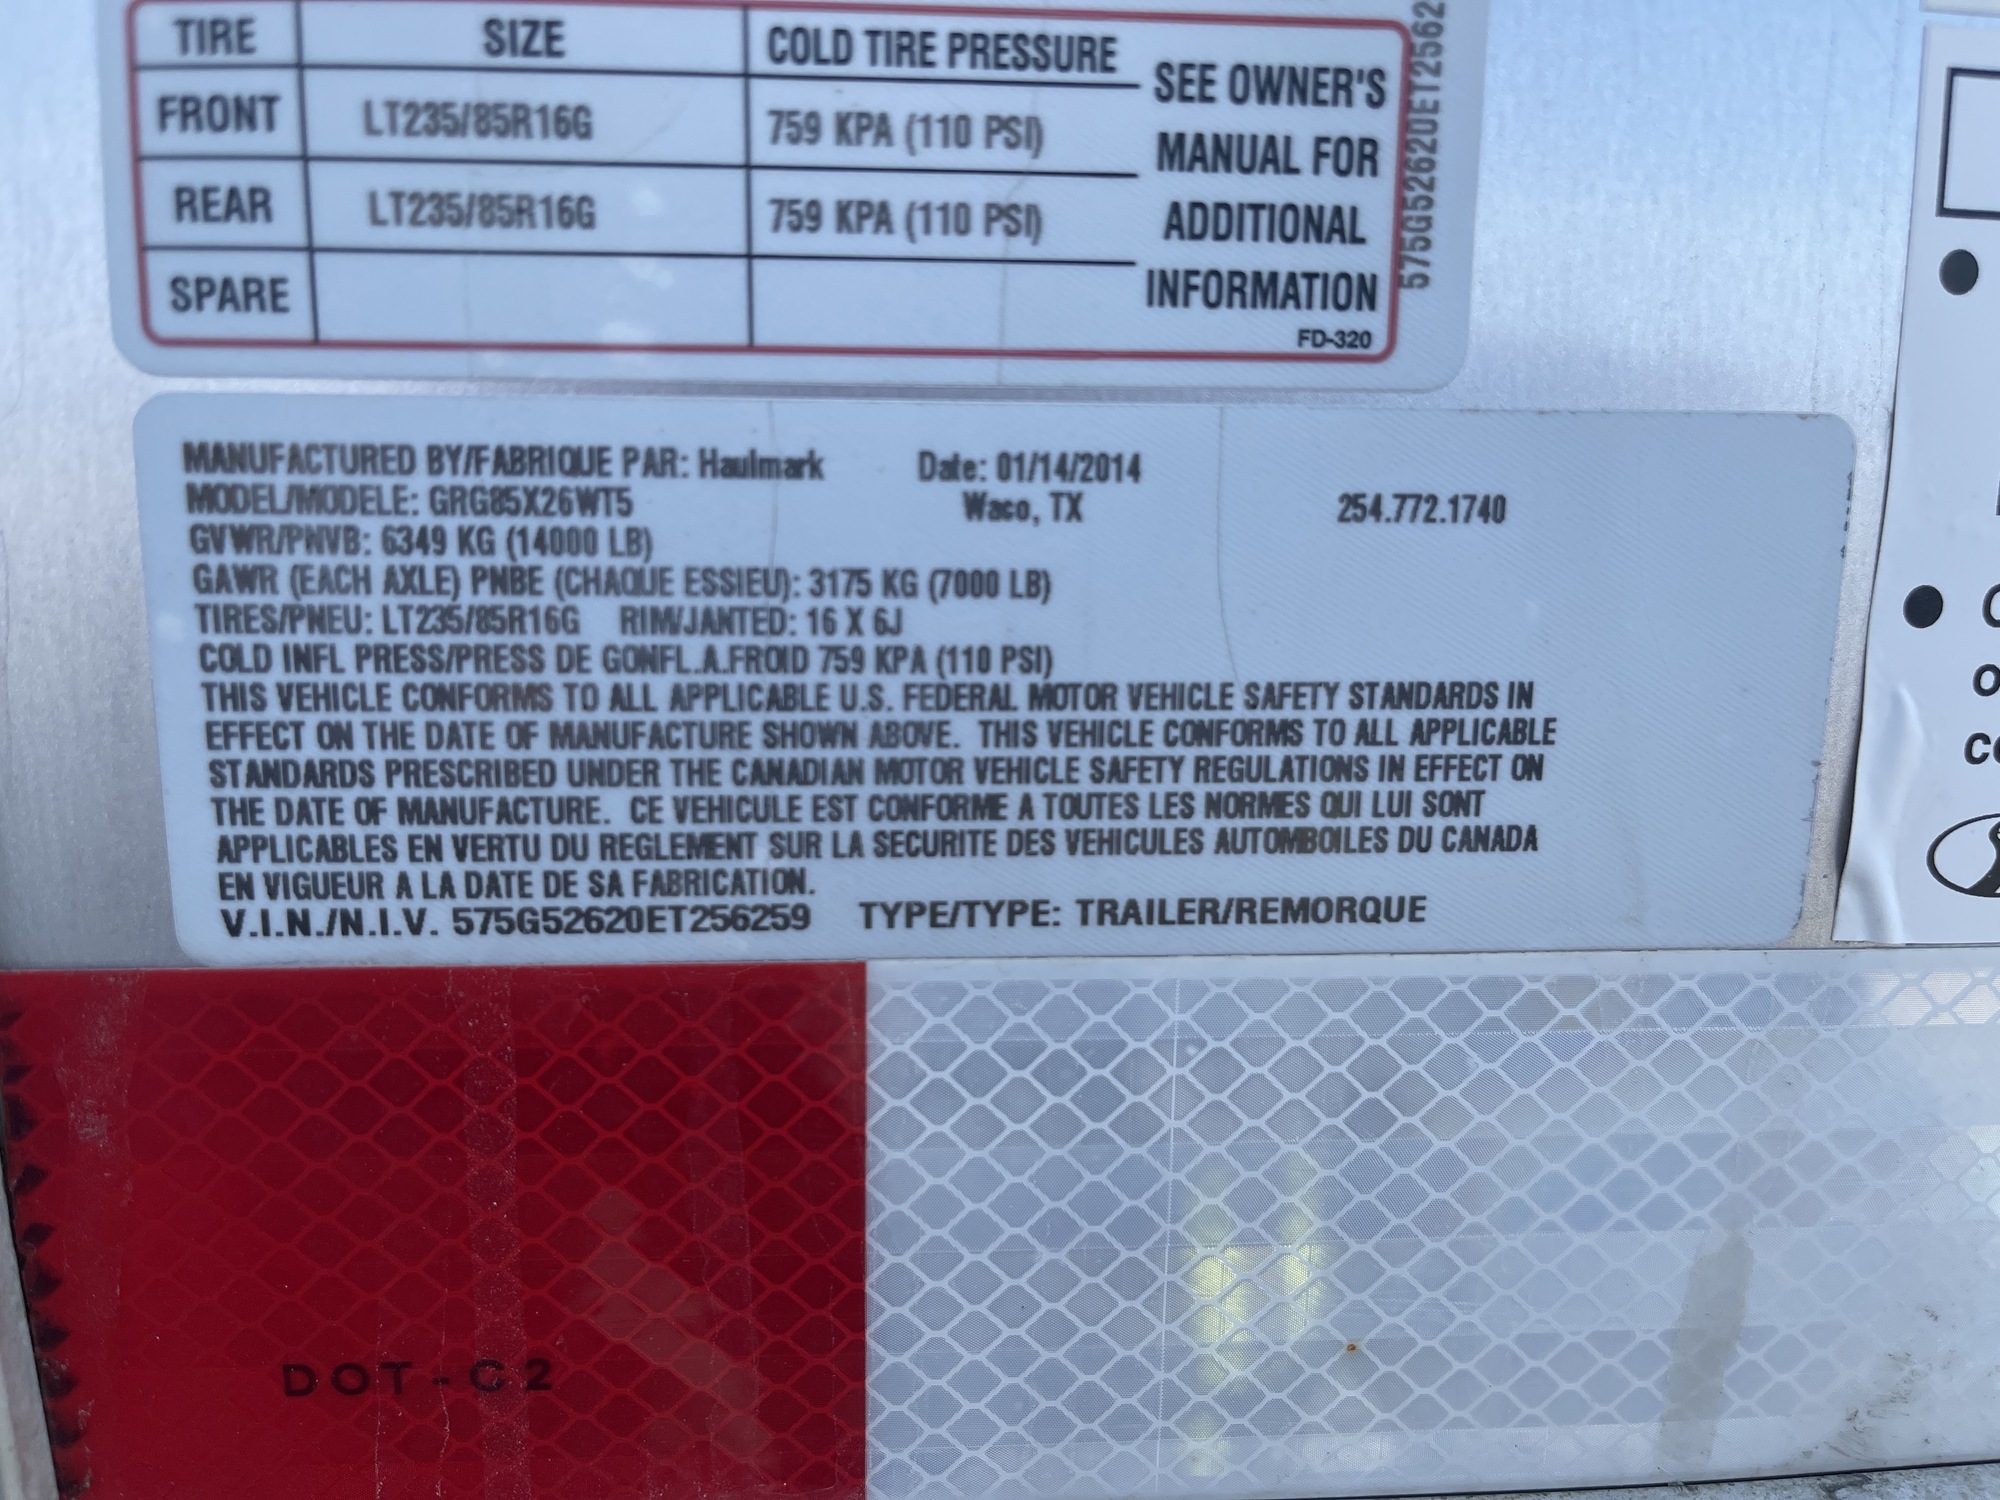 TIRE SIZE COLD TIRE PRESSURE SEE OWNER'S MANUAL FOR ADDITIONAL INFORMATION
FRONT LT235/85R16G 759 KPA (110 PSI)
REAR LT235/85R16G 759 KPA (110 PSI)
SPARE
FD-320
575G52620ET2562
MANUFACTURED BY/FABRIQUE PAR: Haulmark Date: 01/14/2014
MODEL/MODELE: GRG85X26WT5 Waco, TX 254.772.1740
GVWR/PNVB: 6349 KG (14000 LB)
GAWR (EACH AXLE) PNBE (CHAQUE ESSIEU): 3175 KG (7000 LB)
TIRES/PNEU: LT235/85R16G RIM/JANTED: 16 X 6J
COLD INFL PRESS/PRESS DE GONFL.A.FROID 759 KPA (110 PSI)
THIS VEHICLE CONFORMS TO ALL APPLICABLE U.S. FEDERAL MOTOR VEHICLE SAFETY STANDARDS IN
EFFECT ON THE DATE OF MANUFACTURE SHOWN ABOVE. THIS VEHICLE CONFORMS TO ALL APPLICABLE
STANDARDS PRESCRIBED UNDER THE CANADIAN MOTOR VEHICLE SAFETY REGULATIONS IN EFFECT ON
THE DATE OF MANUFACTURE. CE VEHICULE EST CONFORME A TOUTES LES NORMES QUI LUI SONT
APPLICABLES EN VERTU DU REGLEMENT SUR LA SECURITE DES VEHICULES AUTOMBOILES DU CANADA
EN VIGUEUR A LA DATE DE SA FABRICATION.
V.I.N./N.I.V. 575G52620ET256259 TYPE/TYPE: TRAILER/REMORQUE
DOT-C2